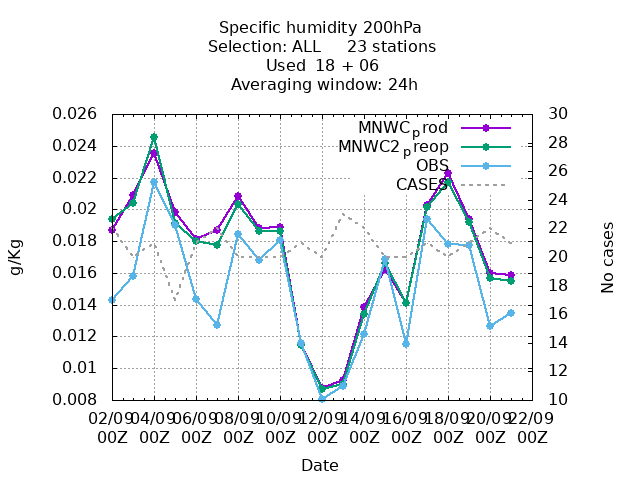 Specific humidity 200hPa
Selection: ALL 23 stations
Used 18 + 06
Averaging window: 24h
0.026
0.024
0.022
0.02
0.018
0.016
0.014
0.012
0.01
0.008
g/Kg
30
28
26
24
22
20
18
16
14
12
10
No cases
MNWC_prod
MNWC2_preop
OBS
CASES
02/09 04/09 06/09 08/09 10/09 12/09 14/09 16/09 18/09 20/09 22/09
00Z 00Z 00Z 00Z 00Z 00Z 00Z 00Z 00Z 00Z 00Z
Date